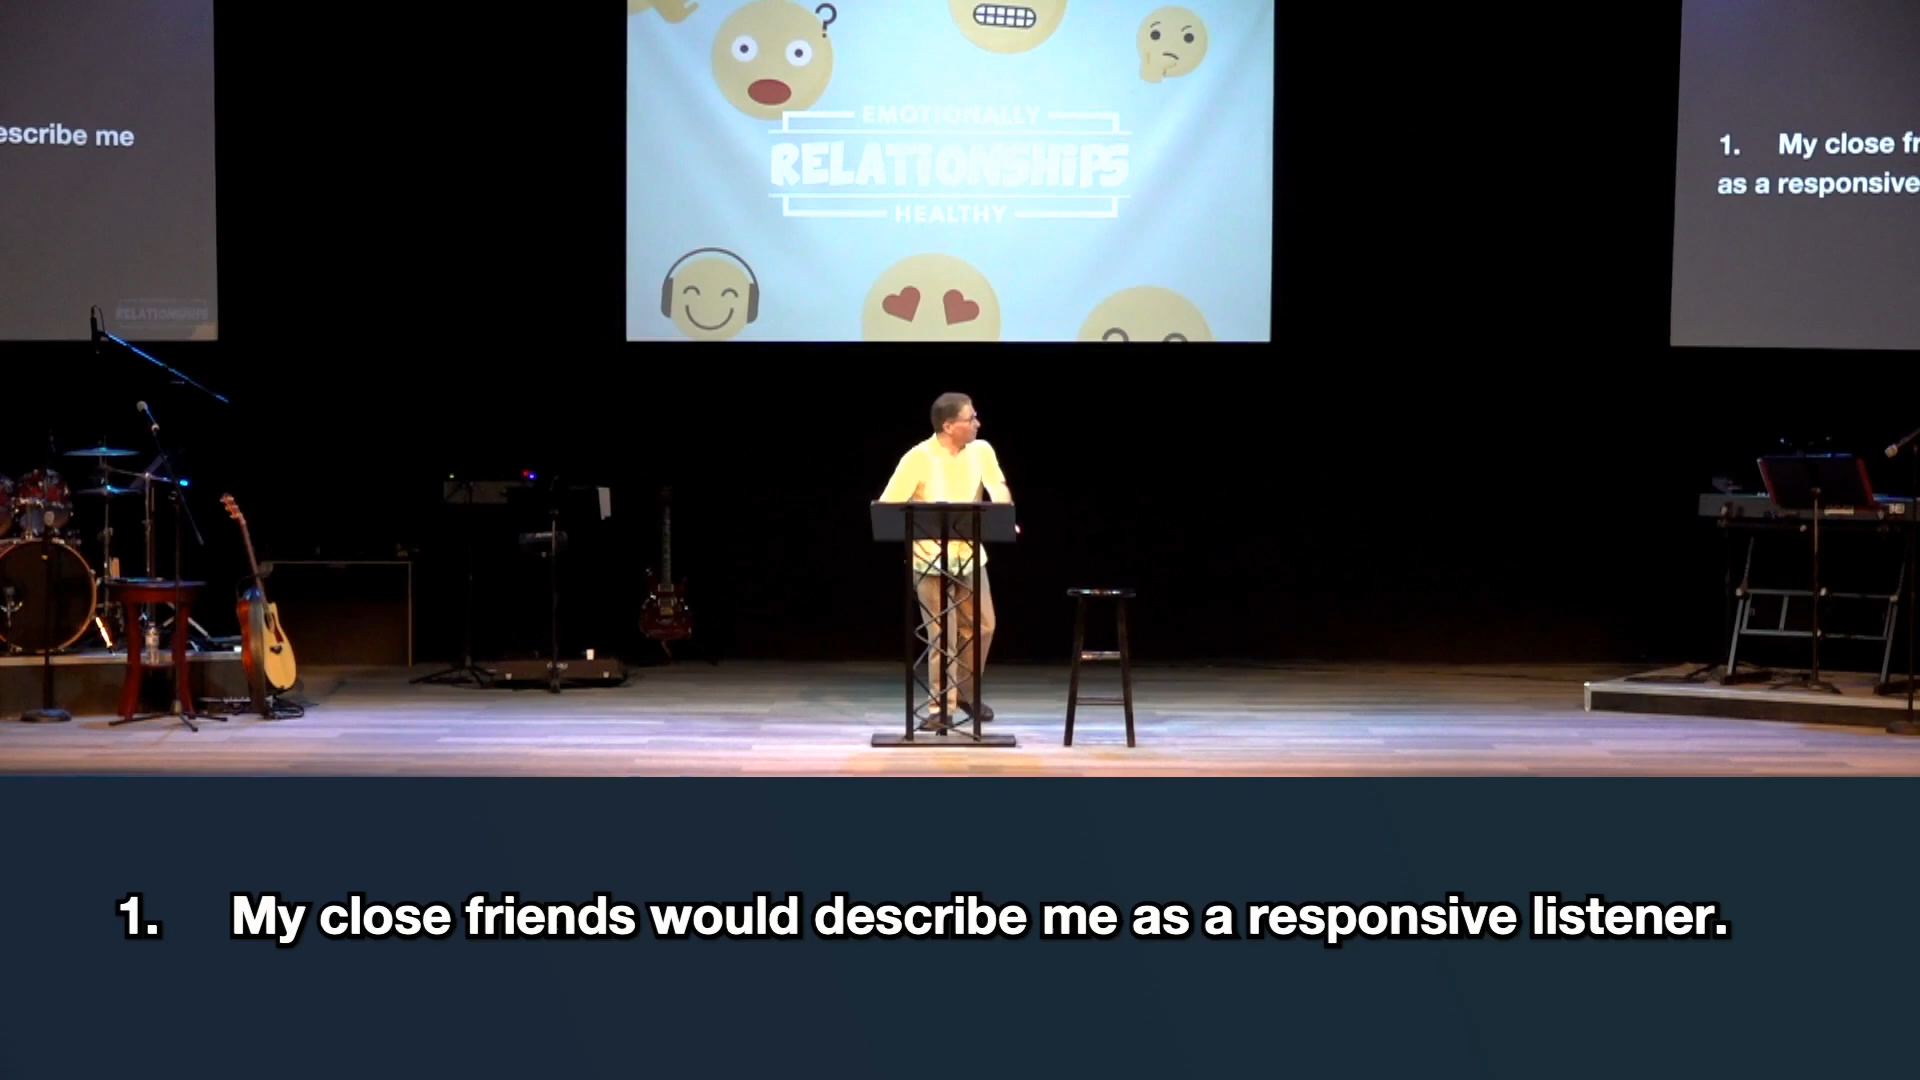 escribe me
RELATIONSHIPS
?
EMOTIONALLY
RELATIONSHIPS
HEALTHY
1. My close fr
as a responsive
1. My close friends would describe me as a responsive listener.